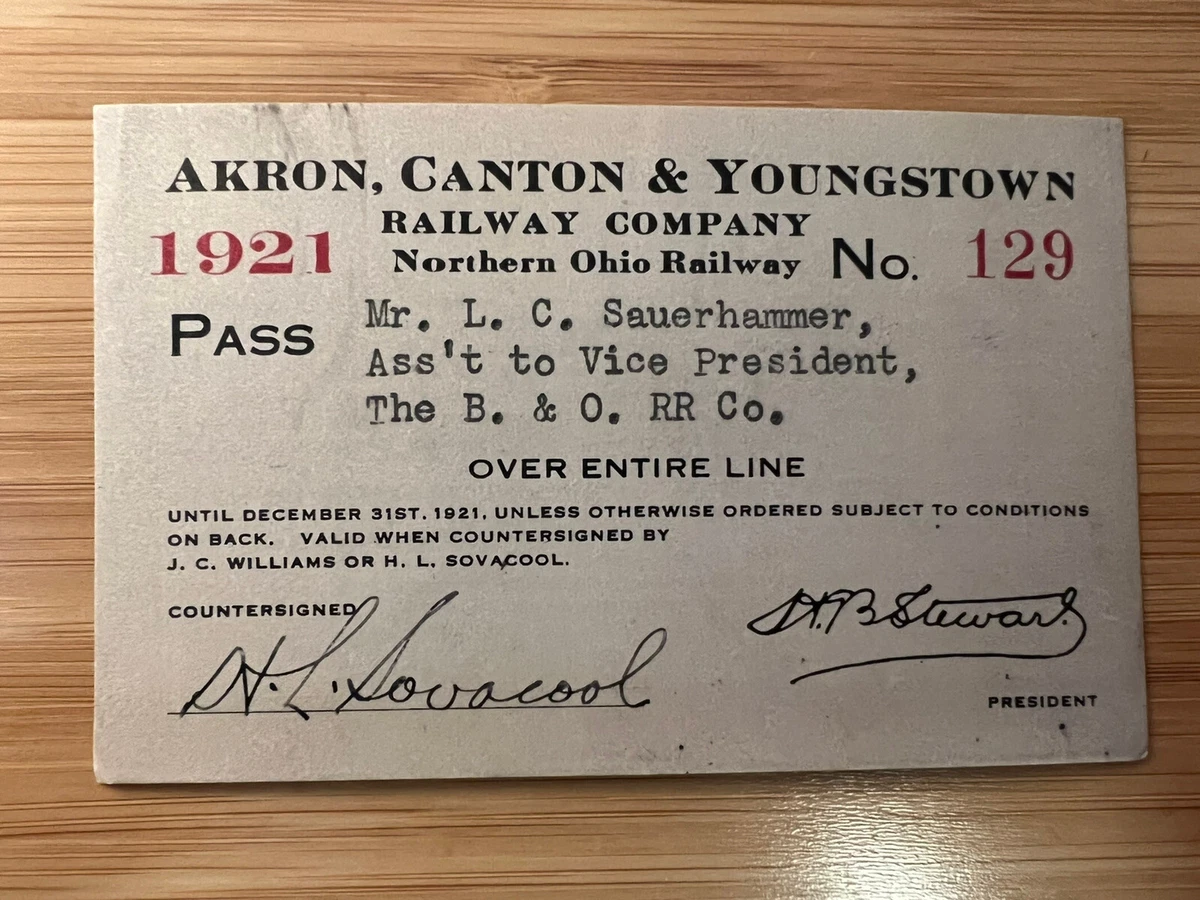 AKRON, CANTON & YOUNGSTOWN
RAILWAY COMPANY
1921 Northern Ohio Railway No. 129
PASS Mr. L. C. Sauerhammer,
Ass't to Vice President,
The B. & O. RR Co.
OVER ENTIRE LINE
UNTIL DECEMBER 31ST. 1921, UNLESS OTHERWISE ORDERED SUBJECT TO CONDITIONS
ON BACK. VALID WHEN COUNTERSIGNED BY
J. C. WILLIAMS OR H. L. SOVACOOL.
COUNTERSIGNED
H. L. Sovacool
H. B Stewart
PRESIDENT